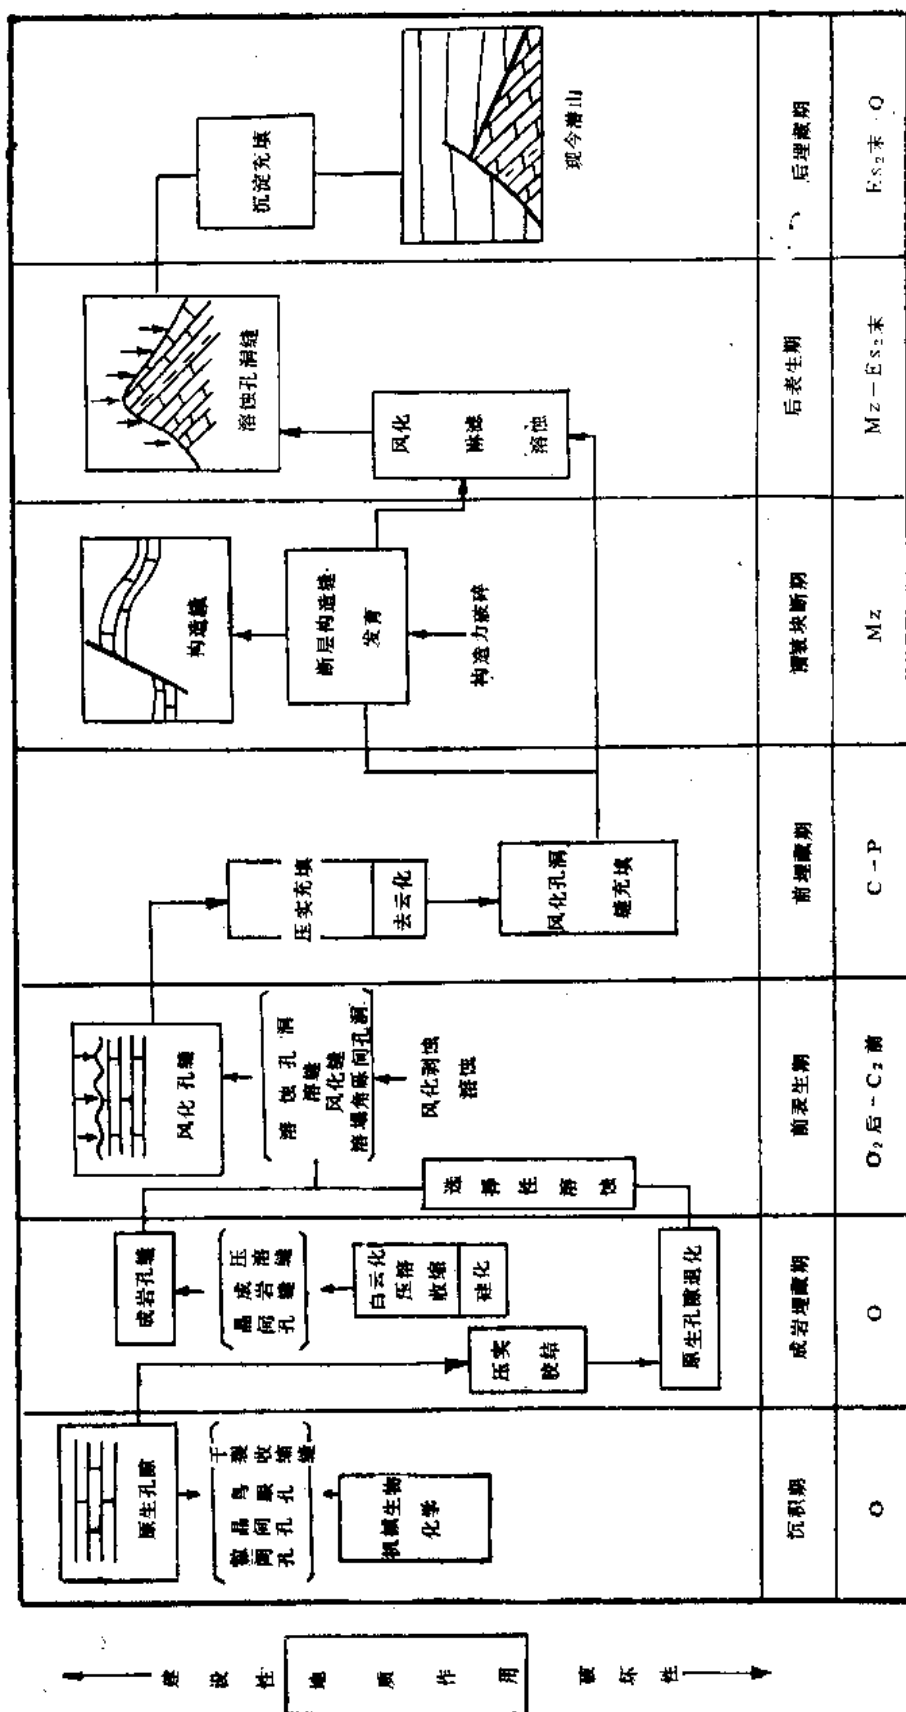 建设性 地质作用 破坏性
原生孔隙
干裂收缩缝
鸟眼孔
晶间孔
粒间孔
机械生物
化学
沉积期
O
成岩孔缝
压溶缝
成岩缝
晶间孔
白云化
压溶
收缩
硅化
压实
胶结
原生孔隙退化
成岩埋藏期
O
选择性溶蚀
风化孔缝
溶蚀孔洞
溶缝
风化缝
溶塌角砾间孔洞
风化剥蚀
溶蚀
前表生期
O₂后-C₂前
压实充填
去云化
风化孔洞
缝充填
前埋藏期
C-P
构造缝
断层构造缝
发育
构造力破碎
褶皱块断期
Mz
溶蚀孔洞缝
风化
淋滤
溶蚀
后表生期
Mz-Es₂末
沉淀充填
现今潜山
后埋藏期
Es₂末·Q